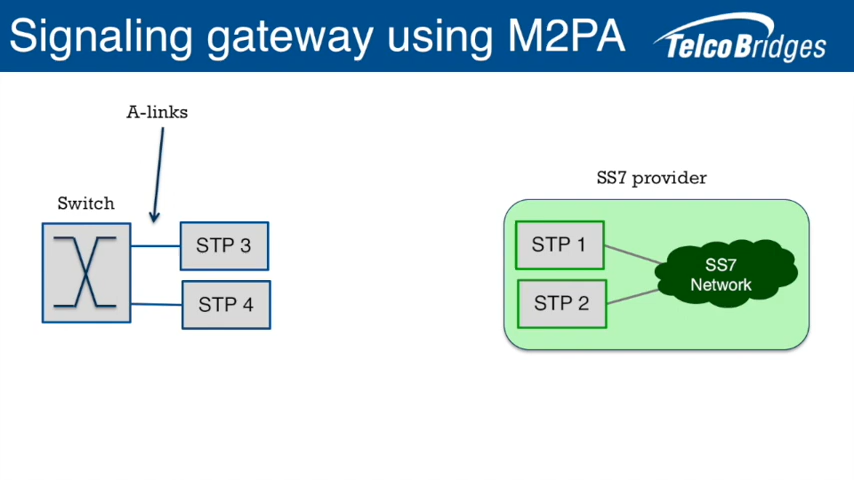 Signaling gateway using M2PA
TelcoBridges
A-links
SS7 provider
Switch
STP 3
STP 1
SS7
Network
STP 4
STP 2